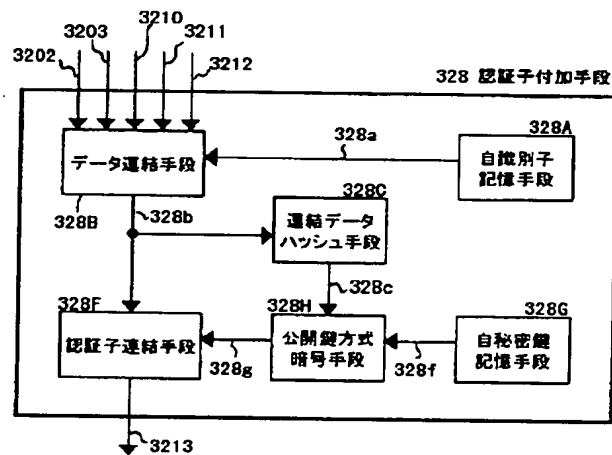 3210
3203
3211
3202
3212
328 認証子付加手段
328A
328a
自識別子
記憶手段
データ連結手段
328B
328b
328C
連結データ
ハッシュ手段
328c
328F
328H
328G
認証子連結手段
公開鍵方式
暗号手段
自秘密鍵
記憶手段
328g
328f
3213